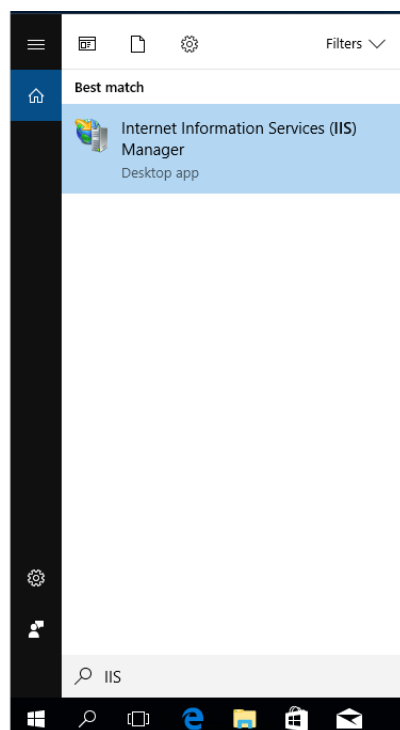 Filters
Best match
Internet Information Services (IIS)
Manager
Desktop app
IIS